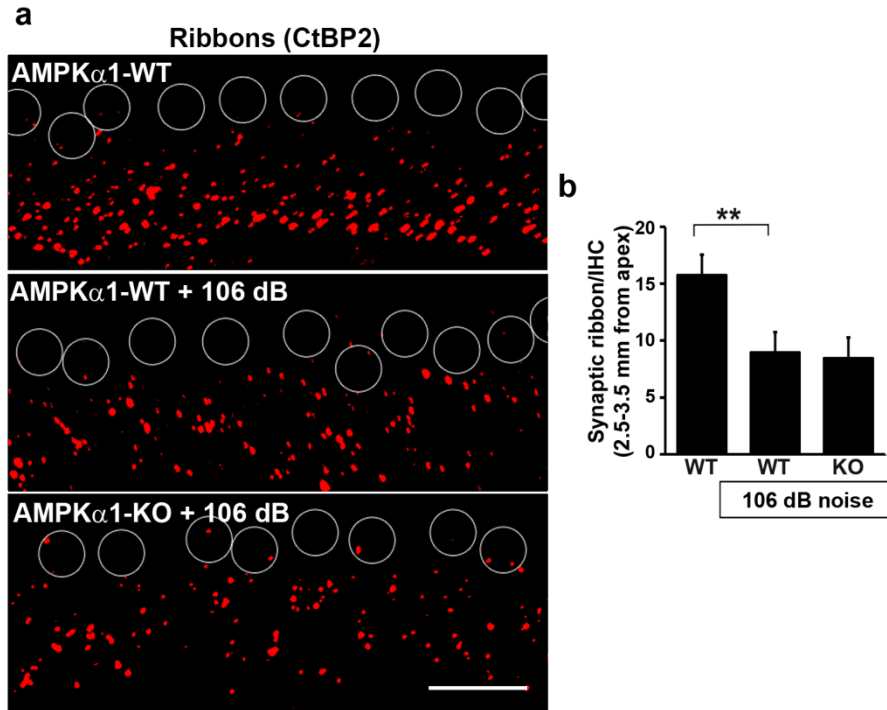 a
Ribbons (CtBP2)
AMPKα1-WT
AMPKα1-WT + 106 dB
AMPKα1-KO + 106 dB
b
**
20
15
10
5
0
Synaptic ribbon/IHC
(2.5-3.5 mm from apex)
WT WT KO
106 dB noise